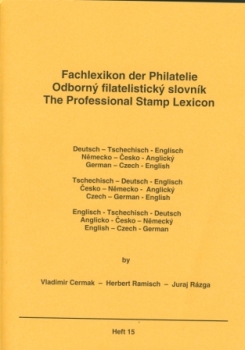 Fachlexikon der Philatelie
Odborný filatelistický slovník
The Professional Stamp Lexicon
Deutsch – Tschechisch - Englisch
Německo – Česko - Anglický
German – Czech - English
Tschechisch – Deutsch - Englisch
Česko – Německo - Anglický
Czech – German - English
Englisch - Tschechisch - Deutsch
Anglicko - Česko – Německý
English – Czech - German
by
Vladimír Cermak – Herbert Ramisch – Juraj Rázga
Heft 15